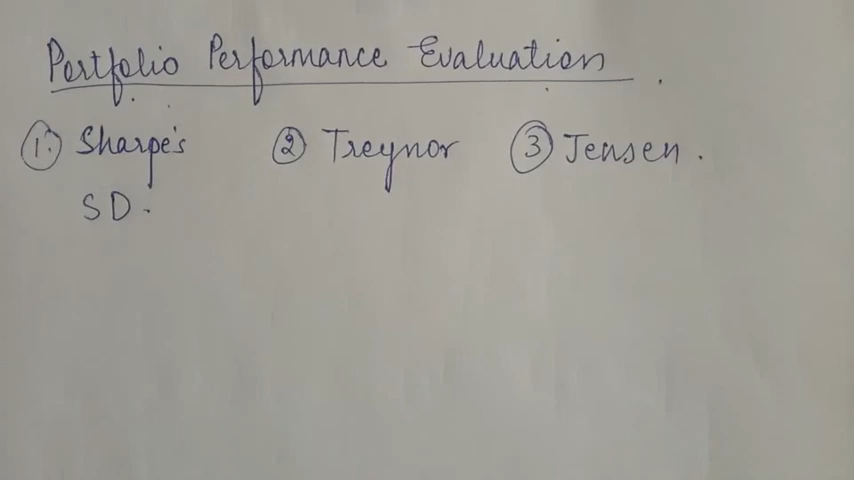 Portfolio Performance Evaluation.
① Sharpe's ② Treynor ③ Jensen.
SD.